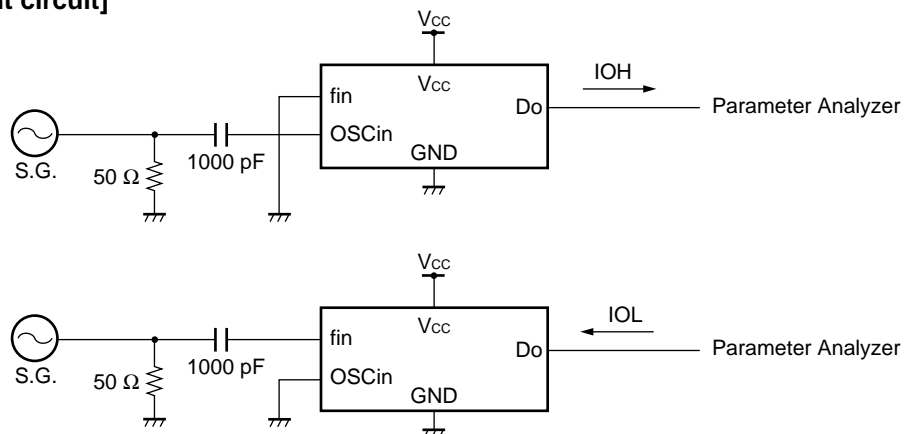 t circuit]
Vcc
Vcc
fin
OSCin
GND
Do
IOH
Parameter Analyzer
S.G.
50 Ω
1000 pF
Vcc
Vcc
fin
OSCin
GND
Do
IOL
Parameter Analyzer
S.G.
50 Ω
1000 pF